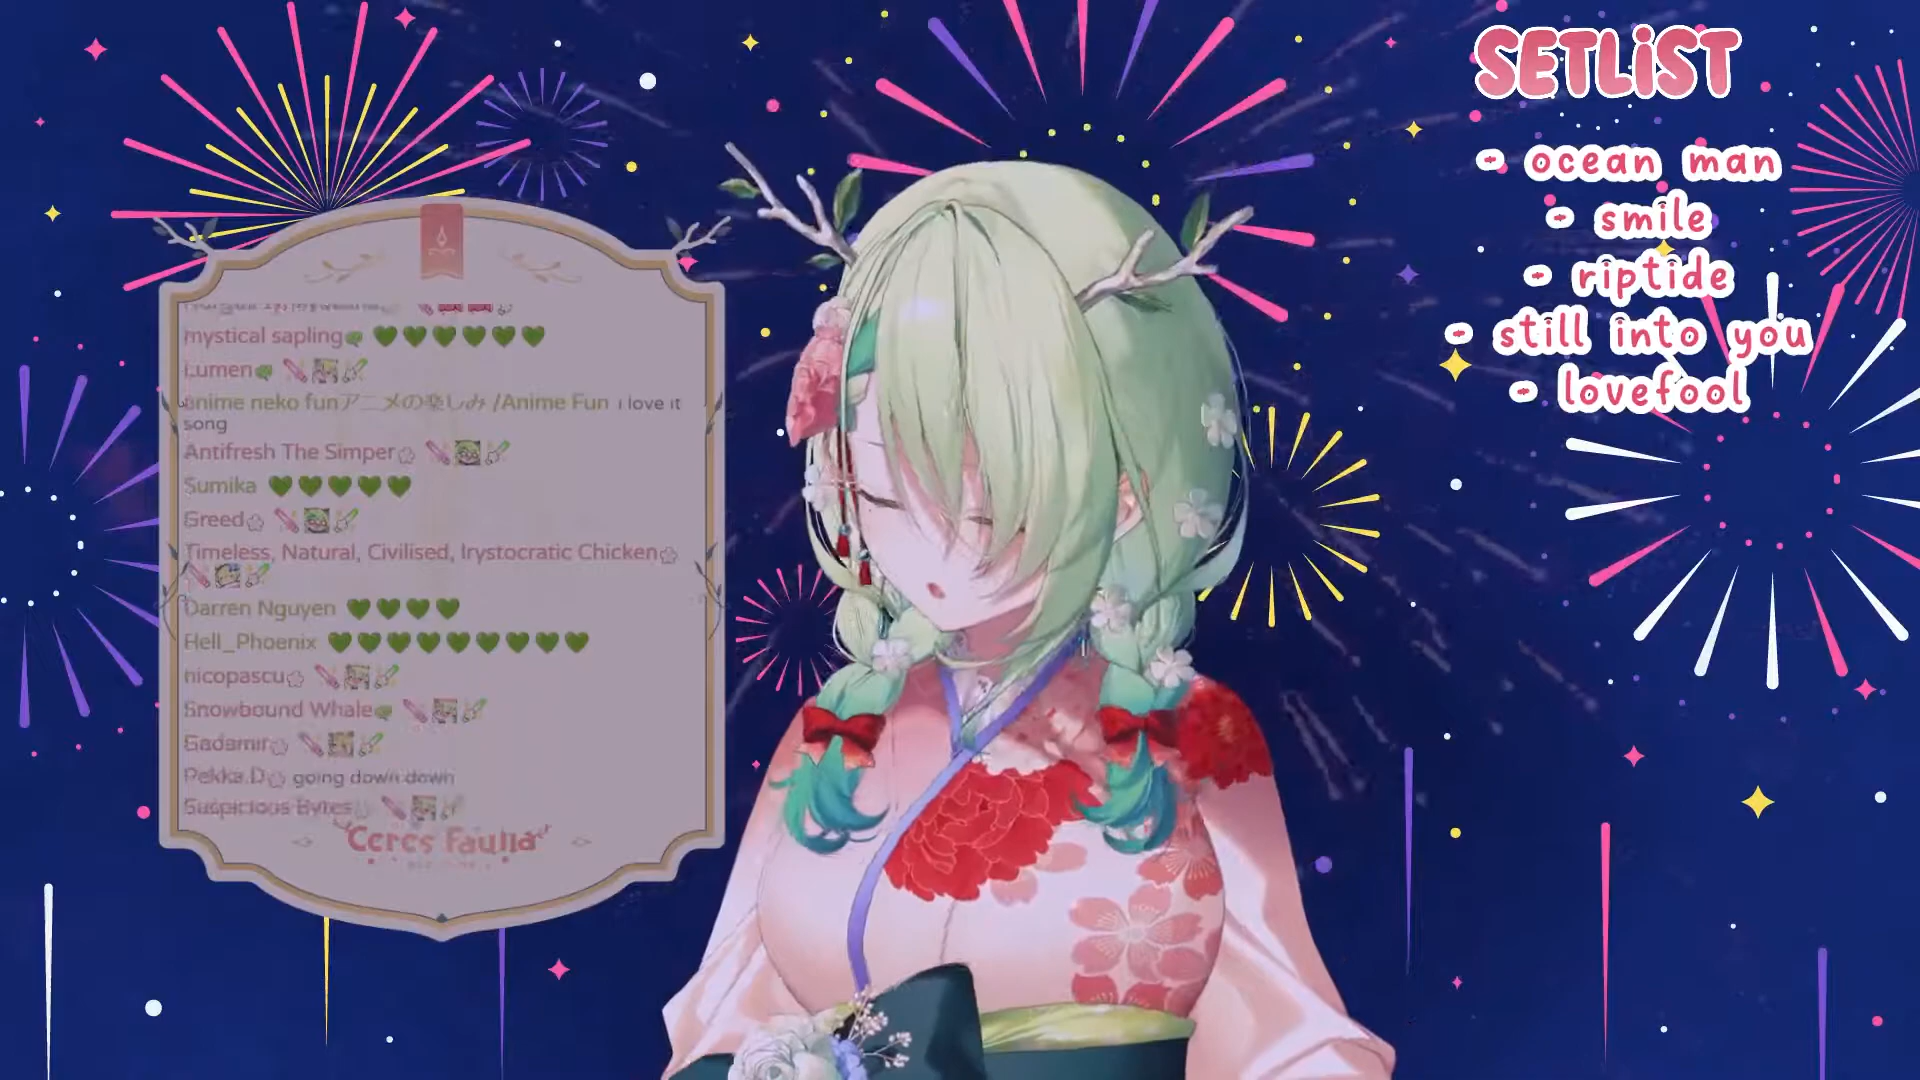 mystical sapling
Lumen
anime neko funアニメの楽しみ /Anime Fun i love it
song
Antifresh The Simper
Sumika
Greed
Timeless, Natural, Civilised, Irystocratic Chicken
Darren Nguyen
Hell_Phoenix
nicopascu
Snowbound Whale
Gadamir
Pekka.D going down down
Suspicious Bytes
Ceres Fauna
SETLiST
- ocean man
- smile
- riptide
- still into you
- lovefool